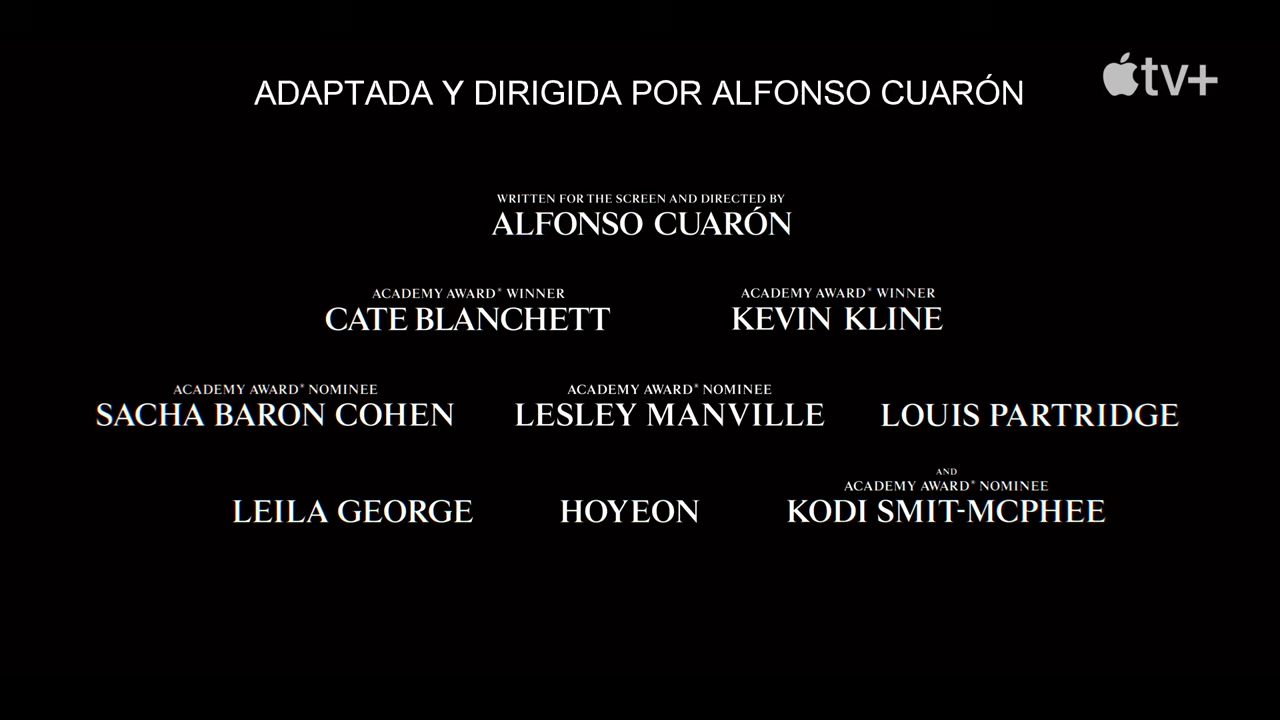 ADAPTADA Y DIRIGIDA POR ALFONSO CUARÓN
tv+
WRITTEN FOR THE SCREEN AND DIRECTED BY
ALFONSO CUARÓN
ACADEMY AWARD® WINNER
CATE BLANCHETT
ACADEMY AWARD® WINNER
KEVIN KLINE
ACADEMY AWARD® NOMINEE
SACHA BARON COHEN
ACADEMY AWARD® NOMINEE
LESLEY MANVILLE
LOUIS PARTRIDGE
LEILA GEORGE
HOYEON
AND
ACADEMY AWARD® NOMINEE
KODI SMIT-MCPHEE